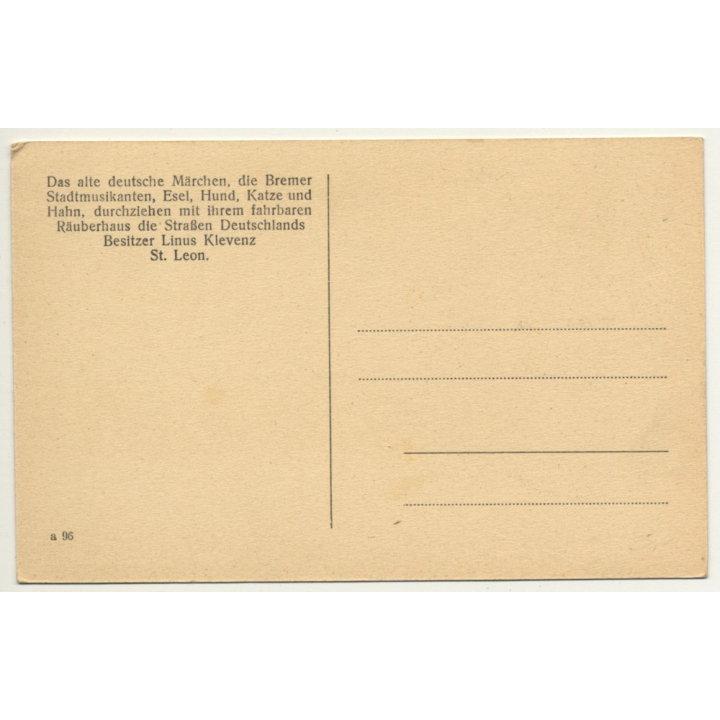 Das alte deutsche Märchen, die Bremer
Stadtmusikanten, Esel, Hund, Katze und
Hahn, durchziehen mit ihrem fahrbaren
Räuberhaus die Straßen Deutschlands
Besitzer Linus Klevenz
St. Leon.
a 96